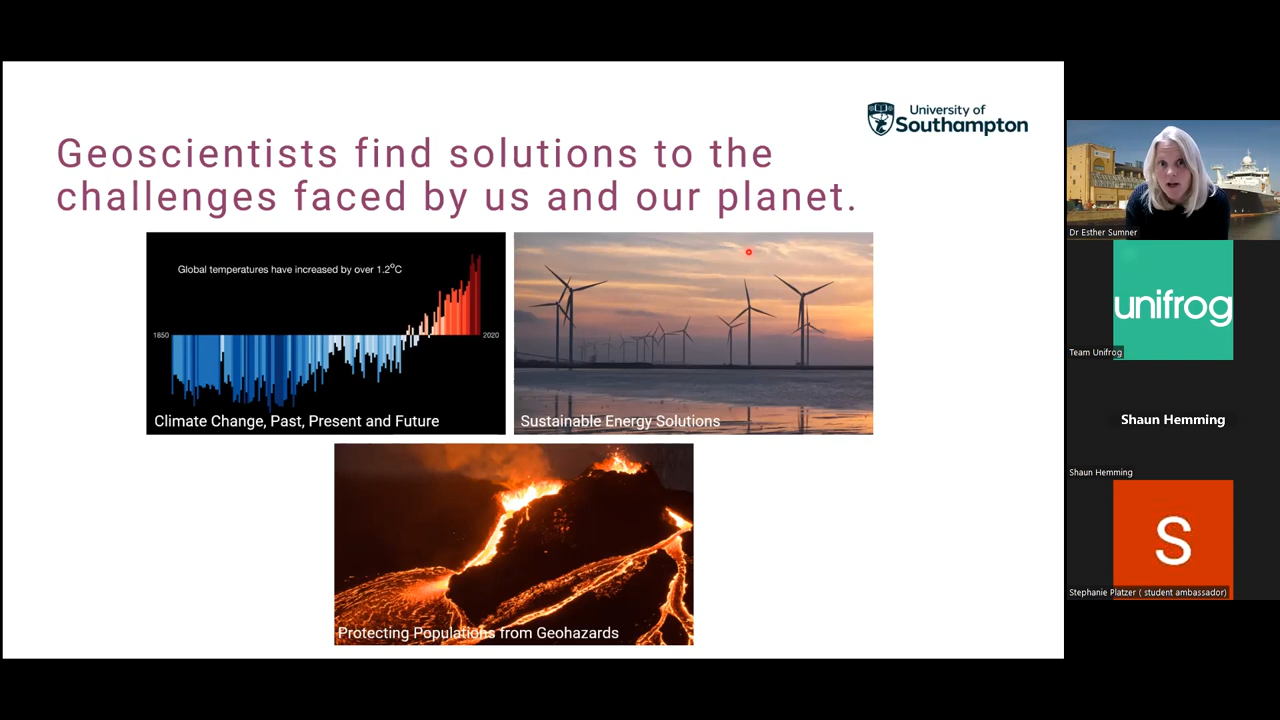 University of
Southampton
Geoscientists find solutions to the
challenges faced by us and our planet.
Global temperatures have increased by over 1.2°C
1850
2020
Climate Change, Past, Present and Future
Sustainable Energy Solutions
Protecting Populations from Geohazards
Dr Esther Sumner
unifrog
Team Unifrog
Shaun Hemming
Shaun Hemming
S
Stephanie Platzer ( student ambassador)